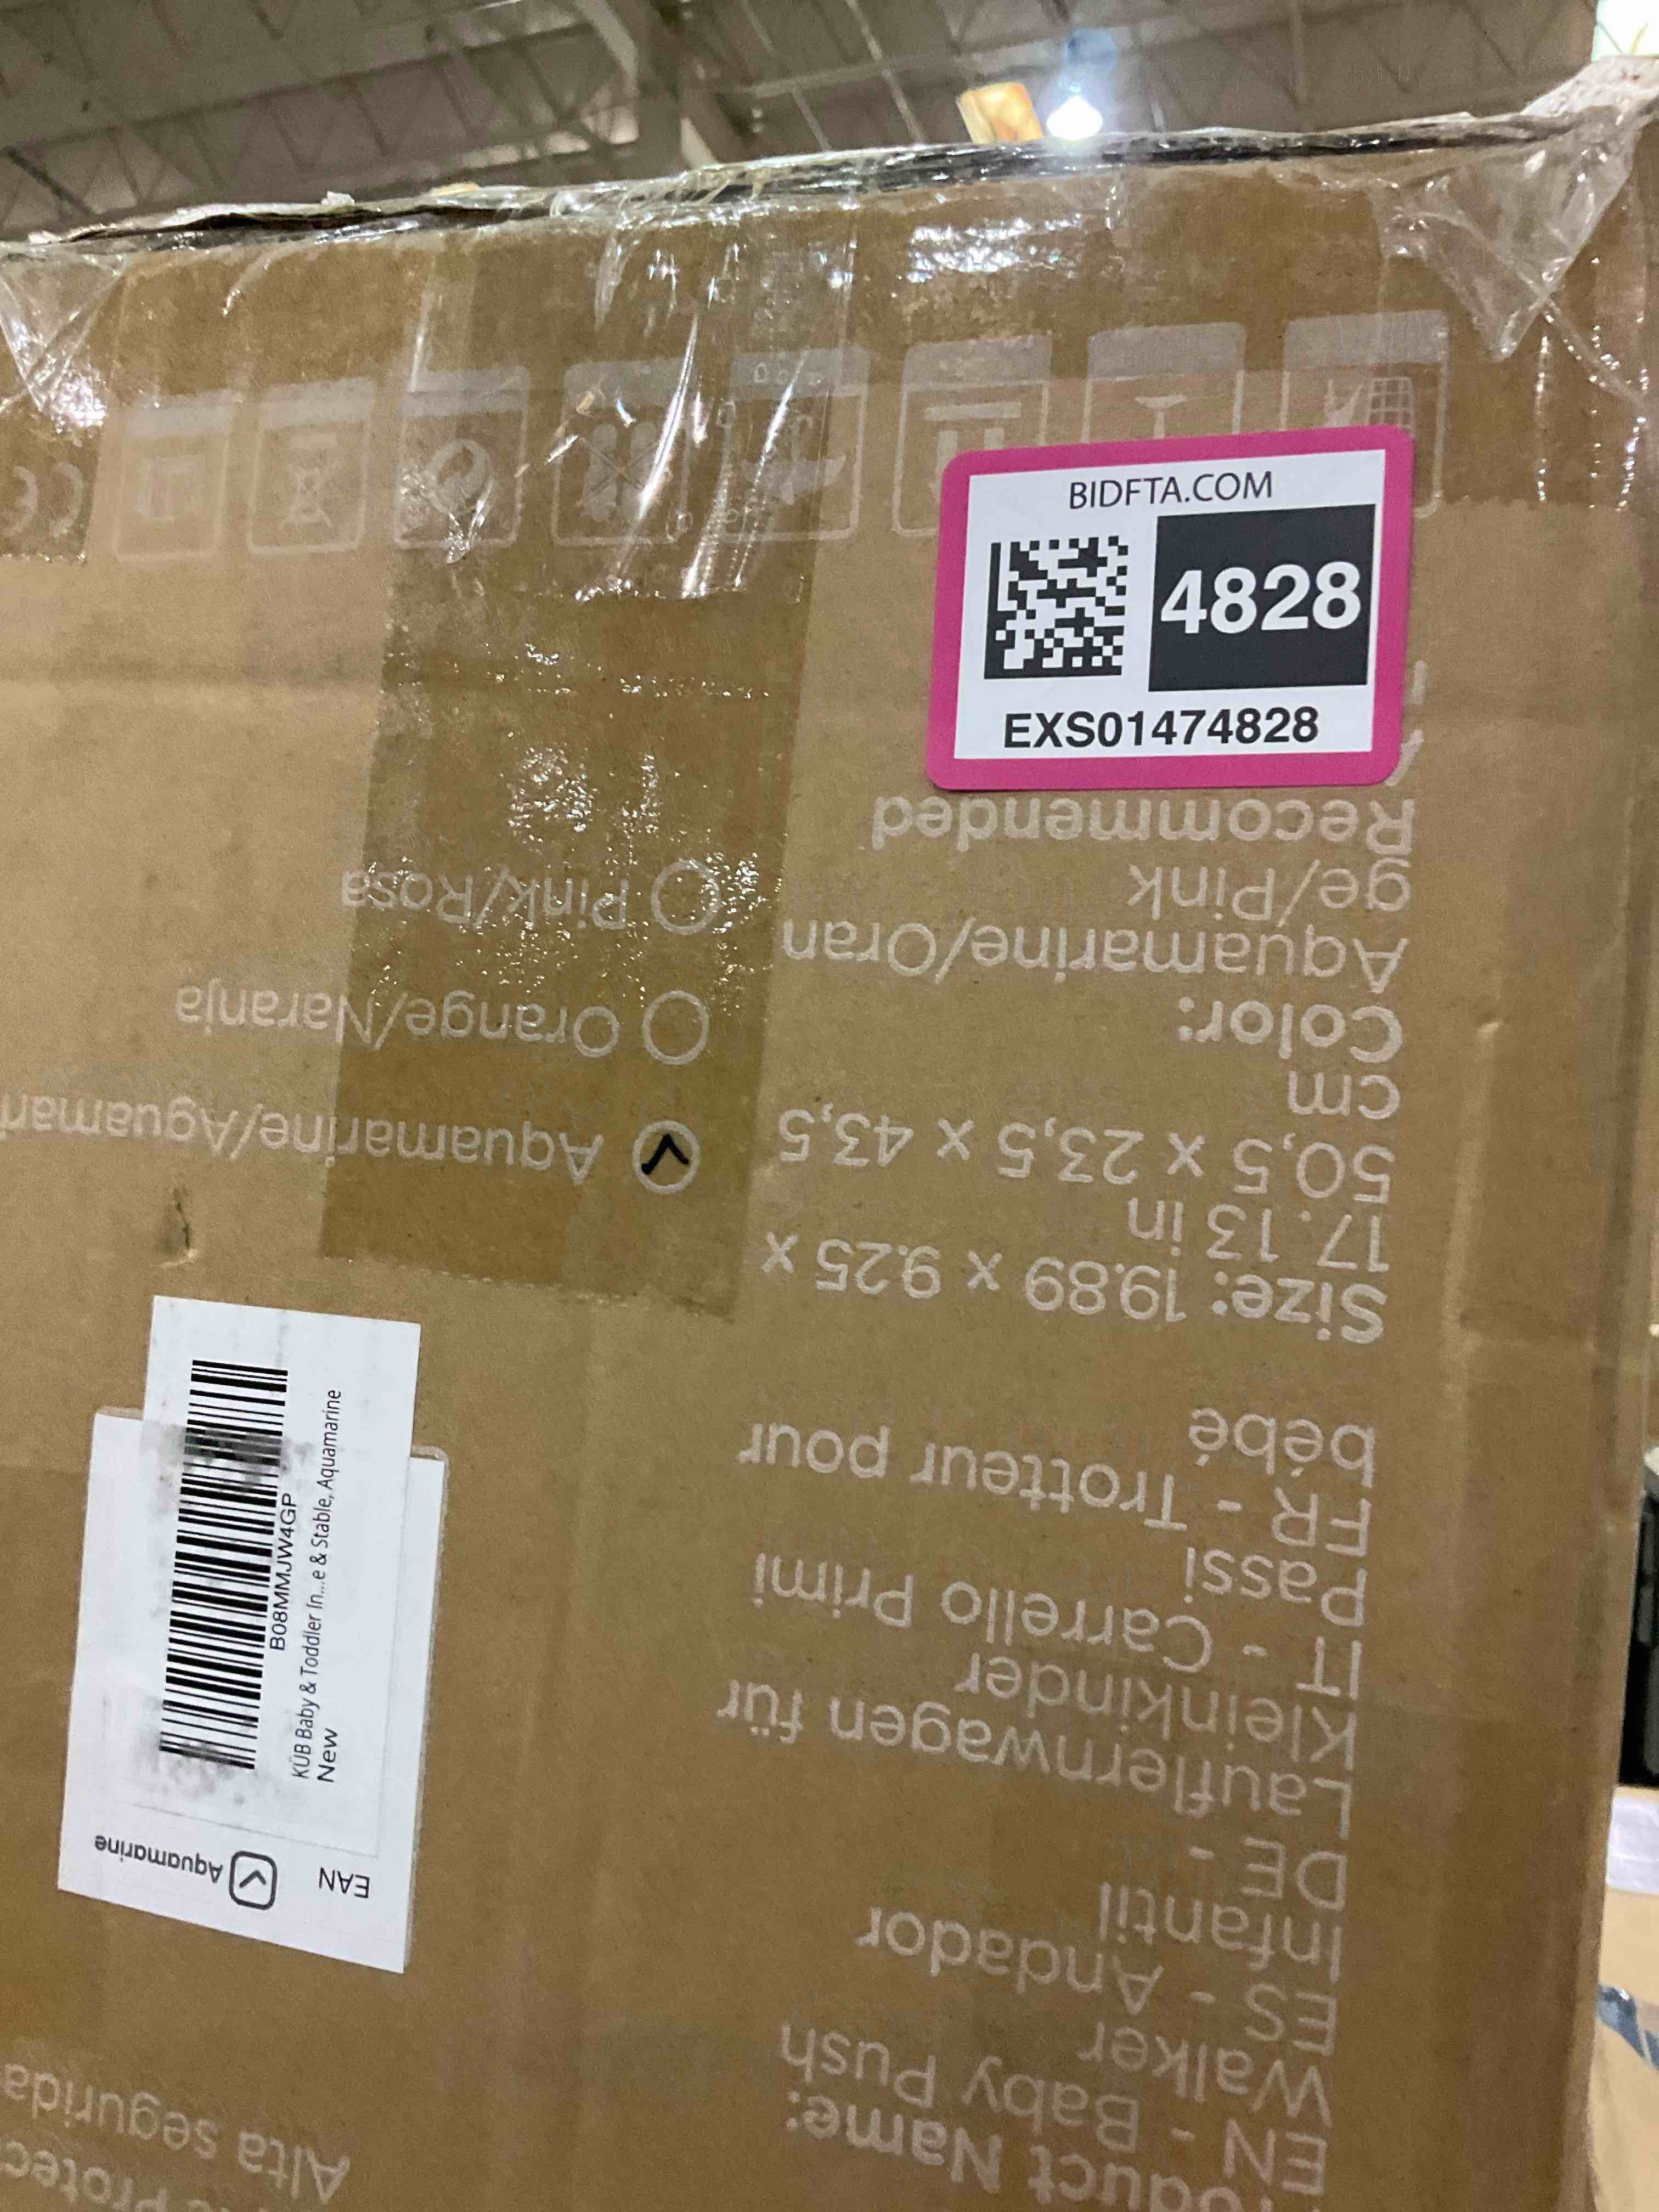 BIDFTA.COM
4828
EXS01474828
Product Name:
EN - Baby Push
Walker
ES - Andador
Infantil
DE -
Lauflernwagen für
Kleinkinder
IT - Carrello Primi
Passi
FR - Trotteur pour
bébé
Size: 19.89 x 9.25 x
17.13 in
50,5 x 23,5 x 43,5
cm
Color:
Aquamarine/Oran
ge/Pink
Recommended
Alta segurida
Aquamarine/Aguamar
Orange/Naranja
Pink/Rosa
EAN
Aquamarine
B08MMJW4GP
KÜB Baby & Toddler In...e & Stable, Aquamarine
New
CE